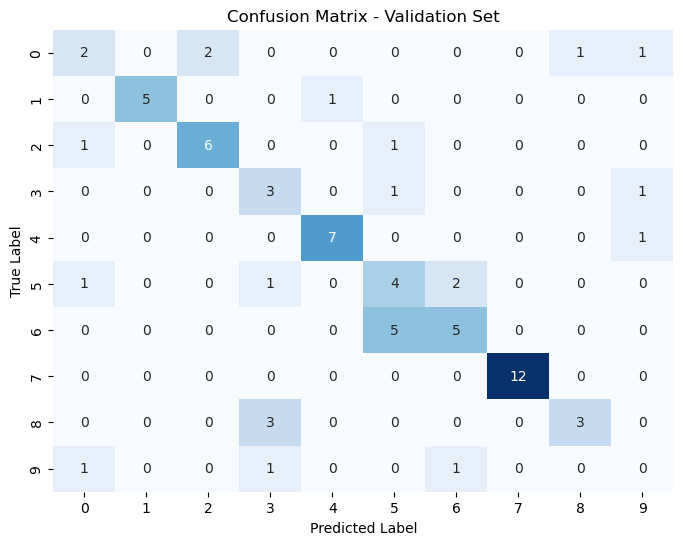 Confusion Matrix - Validation Set
True Label
0 2 0 2 0 0 0 0 0 1 1
1 0 5 0 0 1 0 0 0 0 0
2 1 0 6 0 0 1 0 0 0 0
3 0 0 0 3 0 1 0 0 0 1
4 0 0 0 0 7 0 0 0 0 1
5 1 0 0 1 0 4 2 0 0 0
6 0 0 0 0 0 5 5 0 0 0
7 0 0 0 0 0 0 0 12 0 0
8 0 0 0 3 0 0 0 0 3 0
9 1 0 0 1 0 0 1 0 0 0
0 1 2 3 4 5 6 7 8 9
Predicted Label